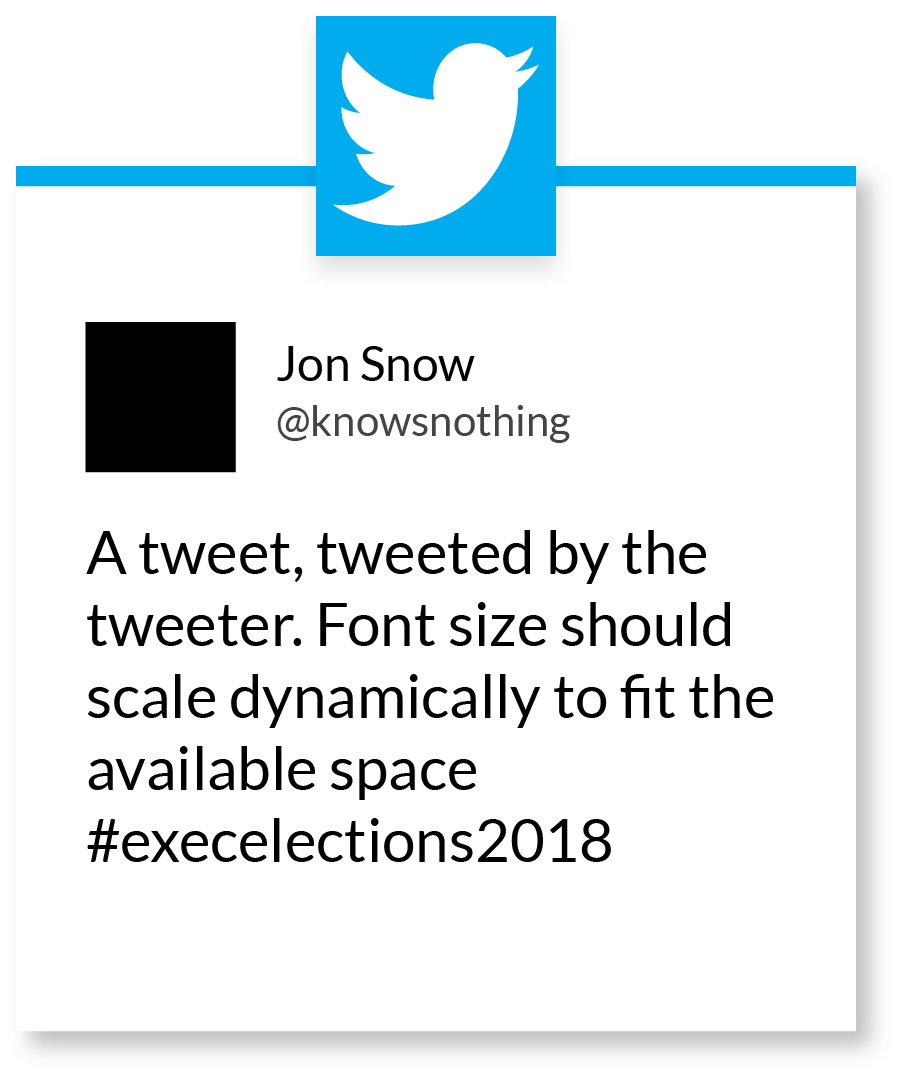 Jon Snow
@knowsnothing
A tweet, tweeted by the
tweeter. Font size should
scale dynamically to fit the
available space
#execelections2018